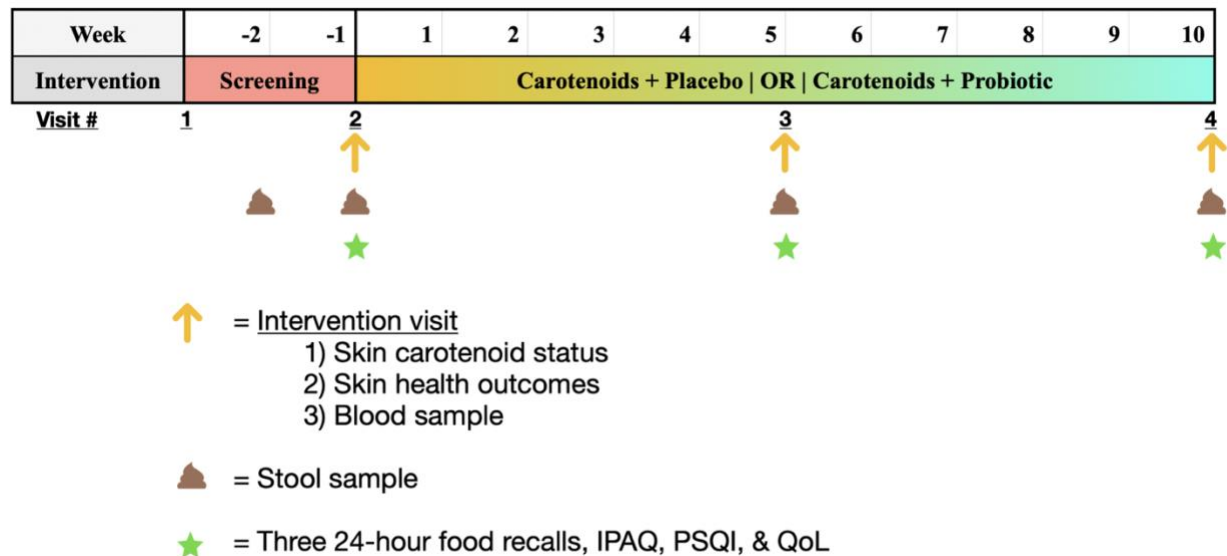 Week -2 -1 1 2 3 4 5 6 7 8 9 10
Intervention Screening Carotenoids + Placebo | OR | Carotenoids + Probiotic
Visit # 1 2 3 4
= Intervention visit
1) Skin carotenoid status
2) Skin health outcomes
3) Blood sample
= Stool sample
= Three 24-hour food recalls, IPAQ, PSQI, & QoL